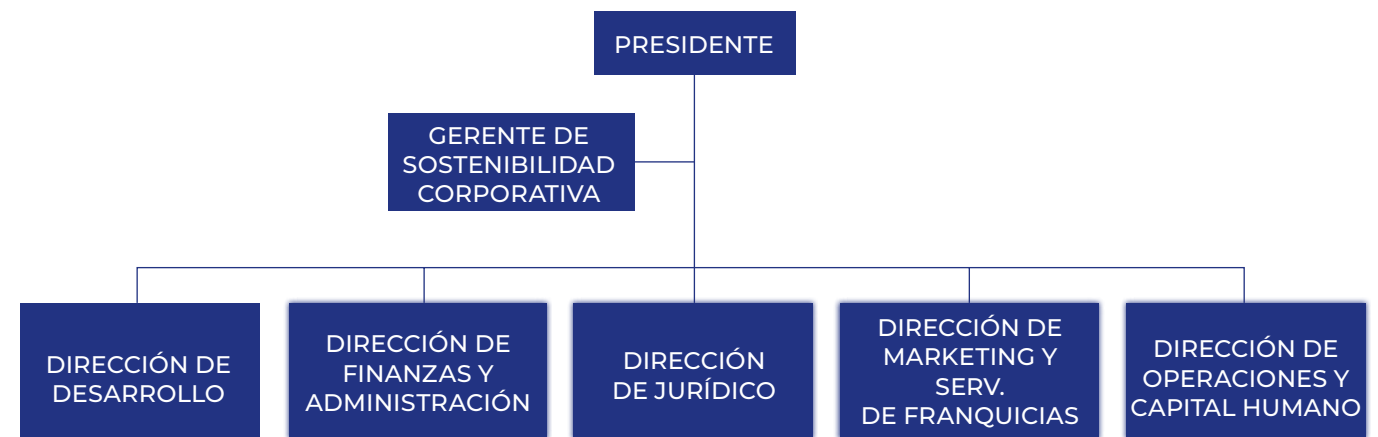 PRESIDENTE
GERENTE DE
SOSTENIBILIDAD
CORPORATIVA
DIRECCIÓN DE
DESARROLLO
DIRECCIÓN DE
FINANZAS Y
ADMINISTRACIÓN
DIRECCIÓN
DE JURÍDICO
DIRECCIÓN DE
MARKETING Y
SERV.
DE FRANQUICIAS
DIRECCIÓN DE
OPERACIONES Y
CAPITAL HUMANO